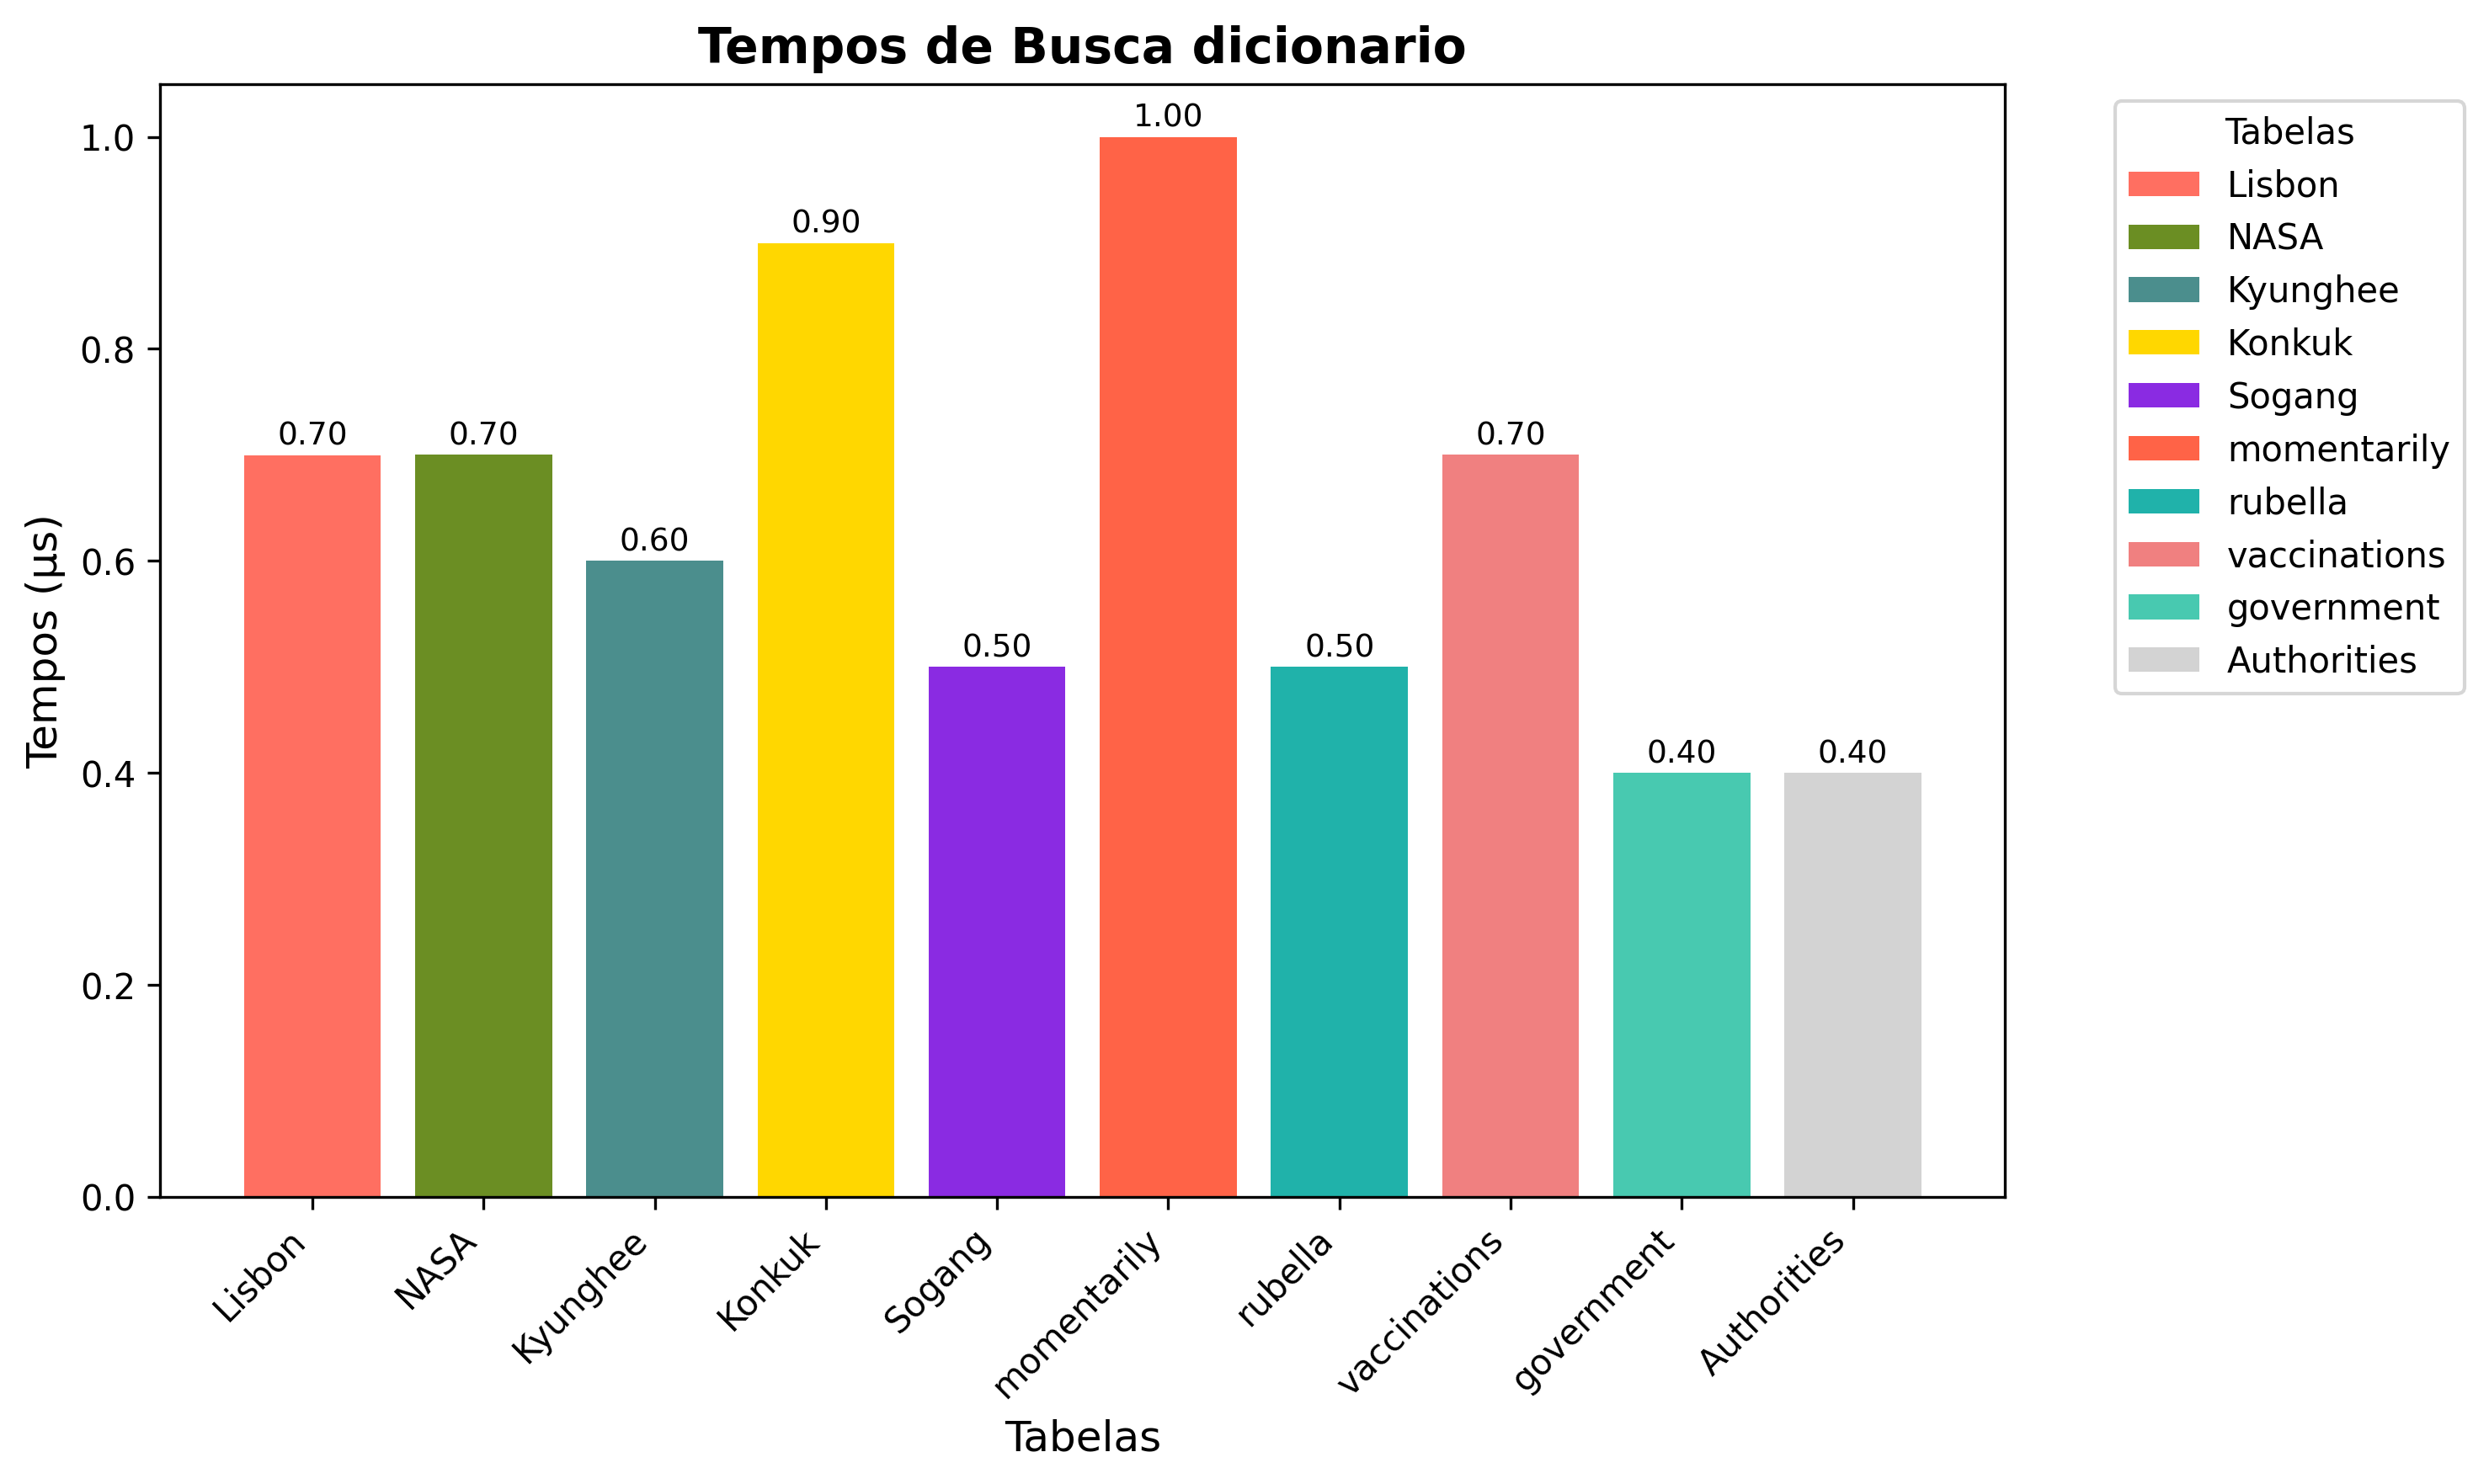 Tempos de Busca dicionario
Tempos (µs)
1.0
0.8
0.6
0.4
0.2
0.0
0.70
0.70
0.60
0.90
0.50
1.00
0.50
0.70
0.40
0.40
Lisbon
NASA
Kyunghee
Konkuk
Sogang
momentarily
rubella
vaccinations
government
Authorities
Tabelas
Tabelas
Lisbon
NASA
Kyunghee
Konkuk
Sogang
momentarily
rubella
vaccinations
government
Authorities